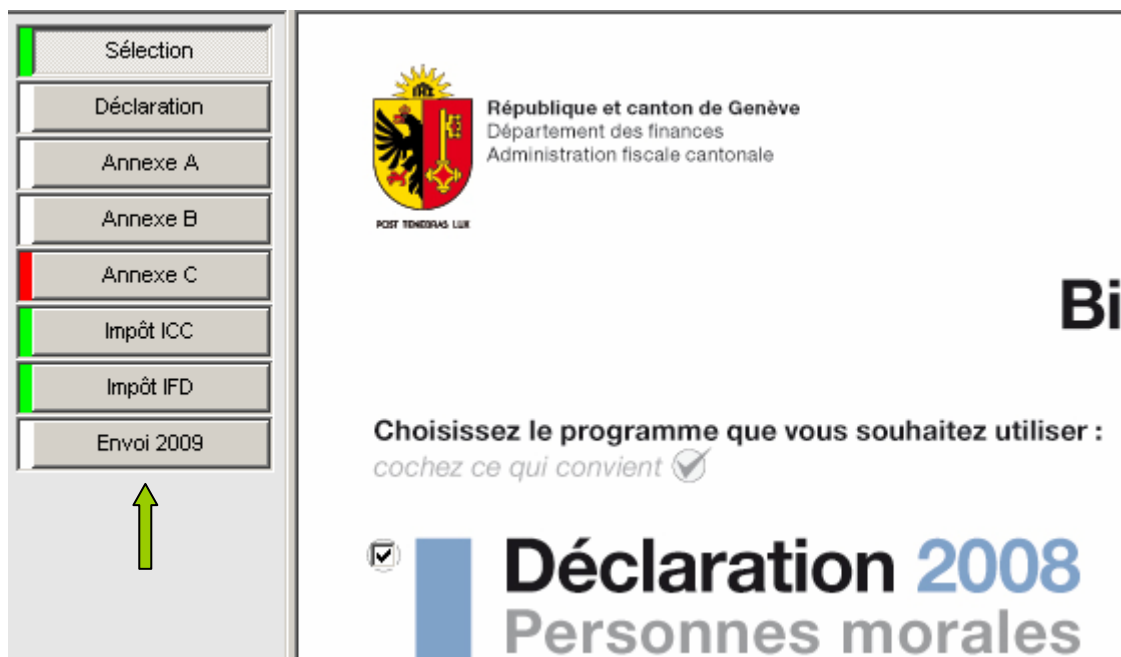 Sélection
Déclaration
Annexe A
Annexe B
Annexe C
Impôt ICC
Impôt IFD
Envoi 2009
République et canton de Genève
Département des finances
Administration fiscale cantonale
POST TENEBRAS LUX
Bi
Choisissez le programme que vous souhaitez utiliser :
cochez ce qui convient
Déclaration 2008
Personnes morales